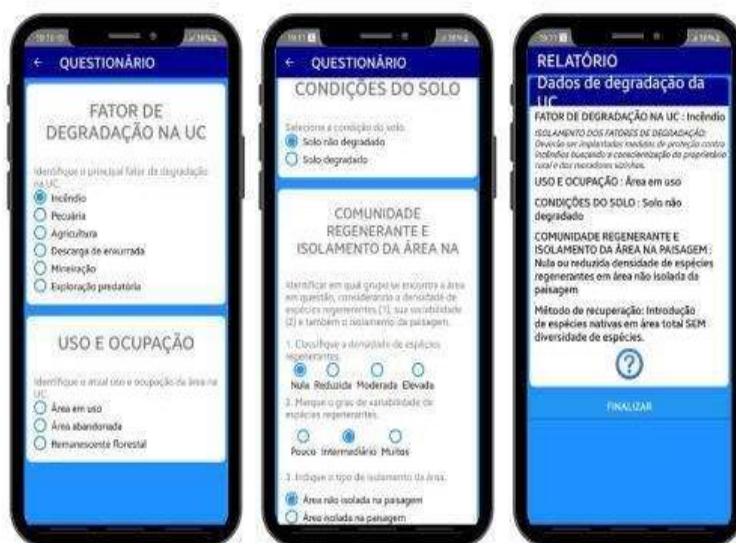 ← QUESTIONÁRIO
FATOR DE
DEGRADAÇÃO NA UC
Identifique o principal fator da degradação
na UC.
Incêndio
Pecuária
Agricultura
Descarga de enxurrada
Mineiração
Exploração predatória
USO E OCUPAÇÃO
Identifique o atual uso e ocupação da área na
UC.
Área em uso
Área abandonada
Remanescente florestal
← QUESTIONÁRIO
CONDIÇÕES DO SOLO
Selecione a condição do solo.
Solo não degradado
Solo degradado
COMUNIDADE
REGENERANTE E
ISOLAMENTO DA ÁREA NA
Identificar em qual grupo se encontra a área
em questão, considerando a densidade de
espécies regenerentes (1), sua variabilidade
(2) e também o isolamento da paisagem.
1. Classifique a densidade de espécies
regenerantes.
Nula Reduzida Moderada Elevada
2. Marque o grau de variabilidade de
espécies regenerantes.
Pouco Intermediário Muitos
3. Indique o tipo de isolamento da área.
Área não isolada na paisagem
Área isolada na paisagem
RELATÓRIO
Dados de degradação da
UC
FATOR DE DEGRADAÇÃO NA UC : Incêndio
ISOLAMENTO DOS FATORES DE DEGRADAÇÃO:
Deverão ser implantadas medidas de proteção contra
incêndios buscando a conscientização do proprietário
rural e dos moradores vizinhos.
USO E OCUPAÇÃO : Área em uso
CONDIÇÕES DO SOLO : Solo não
degradado
COMUNIDADE REGENERANTE E
ISOLAMENTO DA ÁREA NA PAISAGEM :
Nula ou reduzida densidade de espécies
regenerantes em área não isolada da
paisagem
Método de recuperação: Introdução
de espécies nativas em área total SEM
diversidade de espécies.
?
FINALIZAR